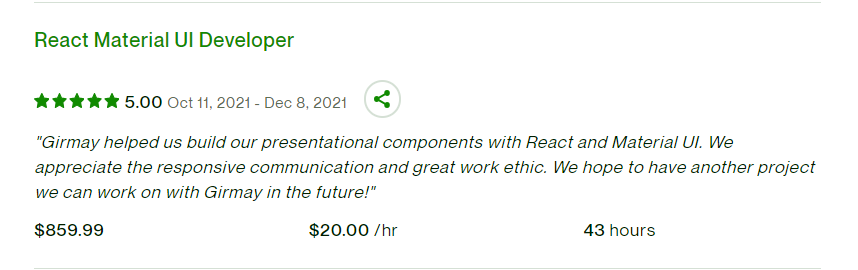 React Material UI Developer
5.00 Oct 11, 2021 - Dec 8, 2021
"Girmay helped us build our presentational components with React and Material UI. We
appreciate the responsive communication and great work ethic. We hope to have another project
we can work on with Girmay in the future!"
$859.99 $20.00 /hr 43 hours